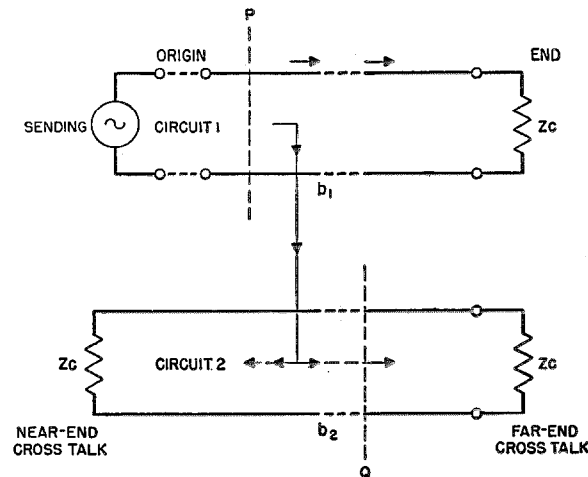 P
ORIGIN
END
SENDING
CIRCUIT 1
Zc
b1
Zc
CIRCUIT 2
Zc
b2
NEAR-END
CROSS TALK
FAR-END
CROSS TALK
Q